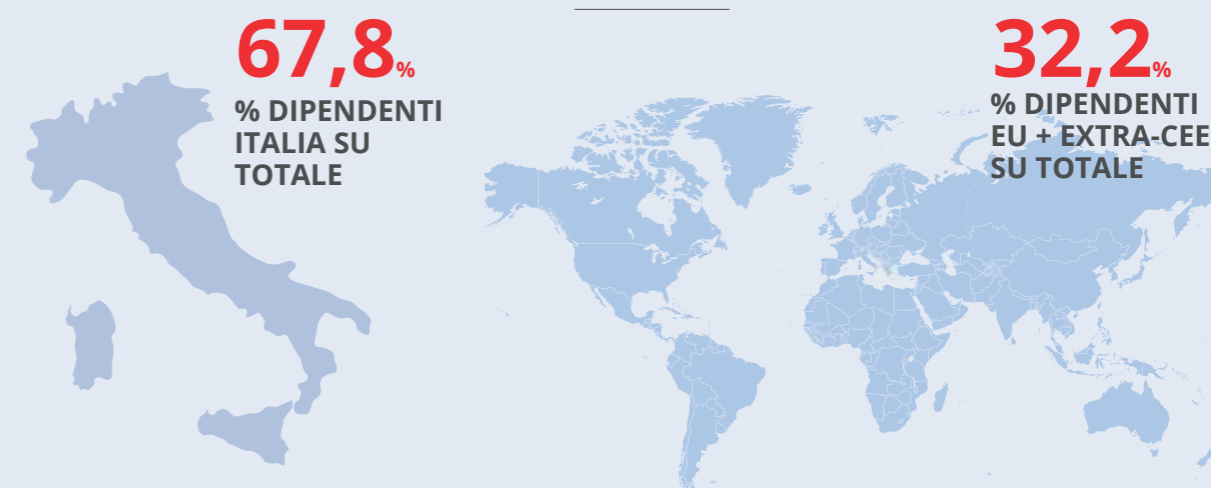 67,8%
% DIPENDENTI
ITALIA SU
TOTALE
32,2%
% DIPENDENTI
EU + EXTRA-CEE
SU TOTALE